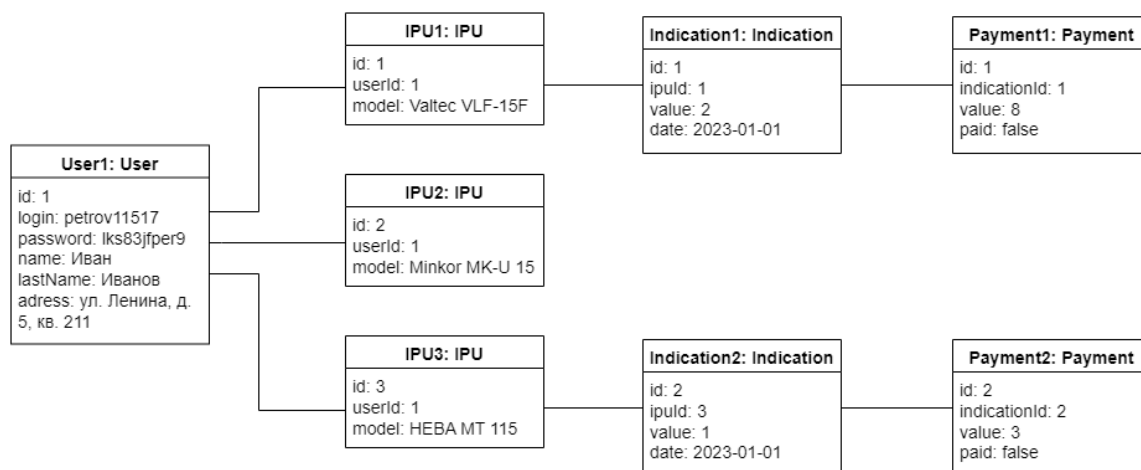 IPU1: IPU
id: 1
userId: 1
model: Valtec VLF-15F
Indication1: Indication
id: 1
ipuId: 1
value: 2
date: 2023-01-01
Payment1: Payment
id: 1
indicationId: 1
value: 8
paid: false
User1: User
id: 1
login: petrov11517
password: lks83jfper9
name: Иван
lastName: Иванов
adress: ул. Ленина, д.
5, кв. 211
IPU2: IPU
id: 2
userId: 1
model: Minkor MK-U 15
IPU3: IPU
id: 3
userId: 1
model: НЕВА МТ 115
Indication2: Indication
id: 2
ipuId: 3
value: 1
date: 2023-01-01
Payment2: Payment
id: 2
indicationId: 2
value: 3
paid: false